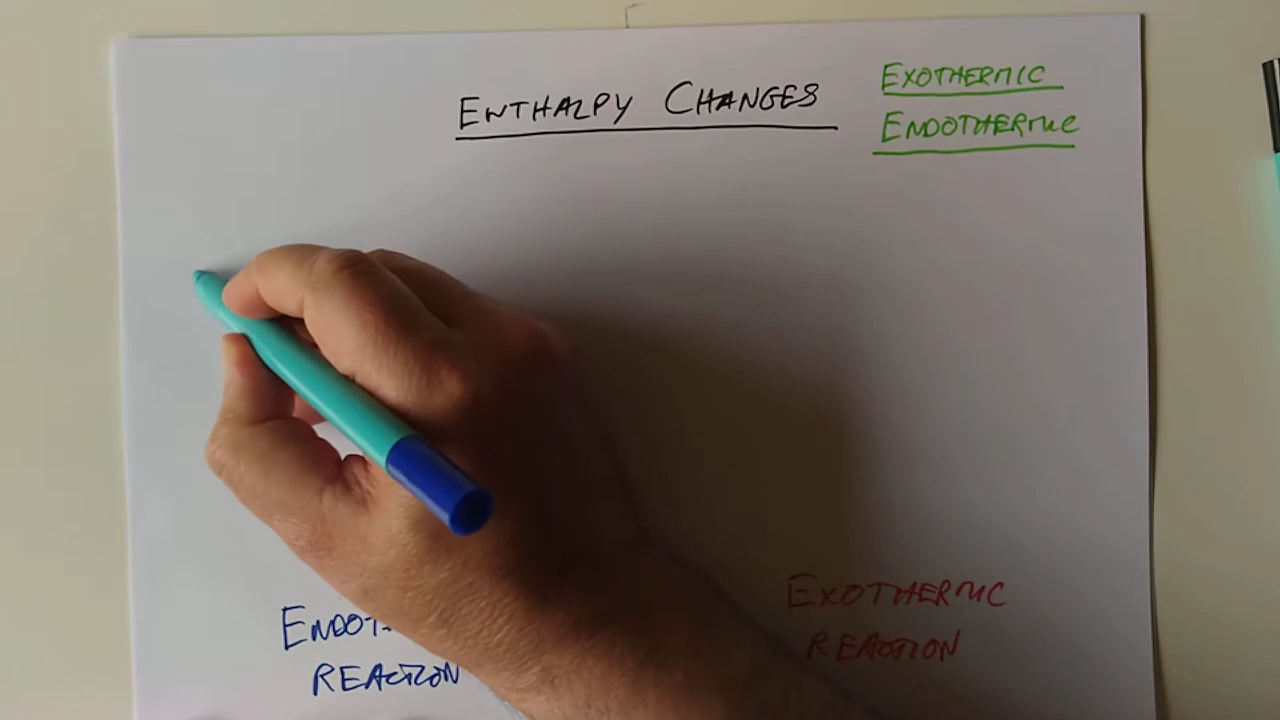 ENTHALPY CHANGES
EXOTHERMIC
ENDOTHERMIC
REACTION
EXOTHERMIC
REACTION